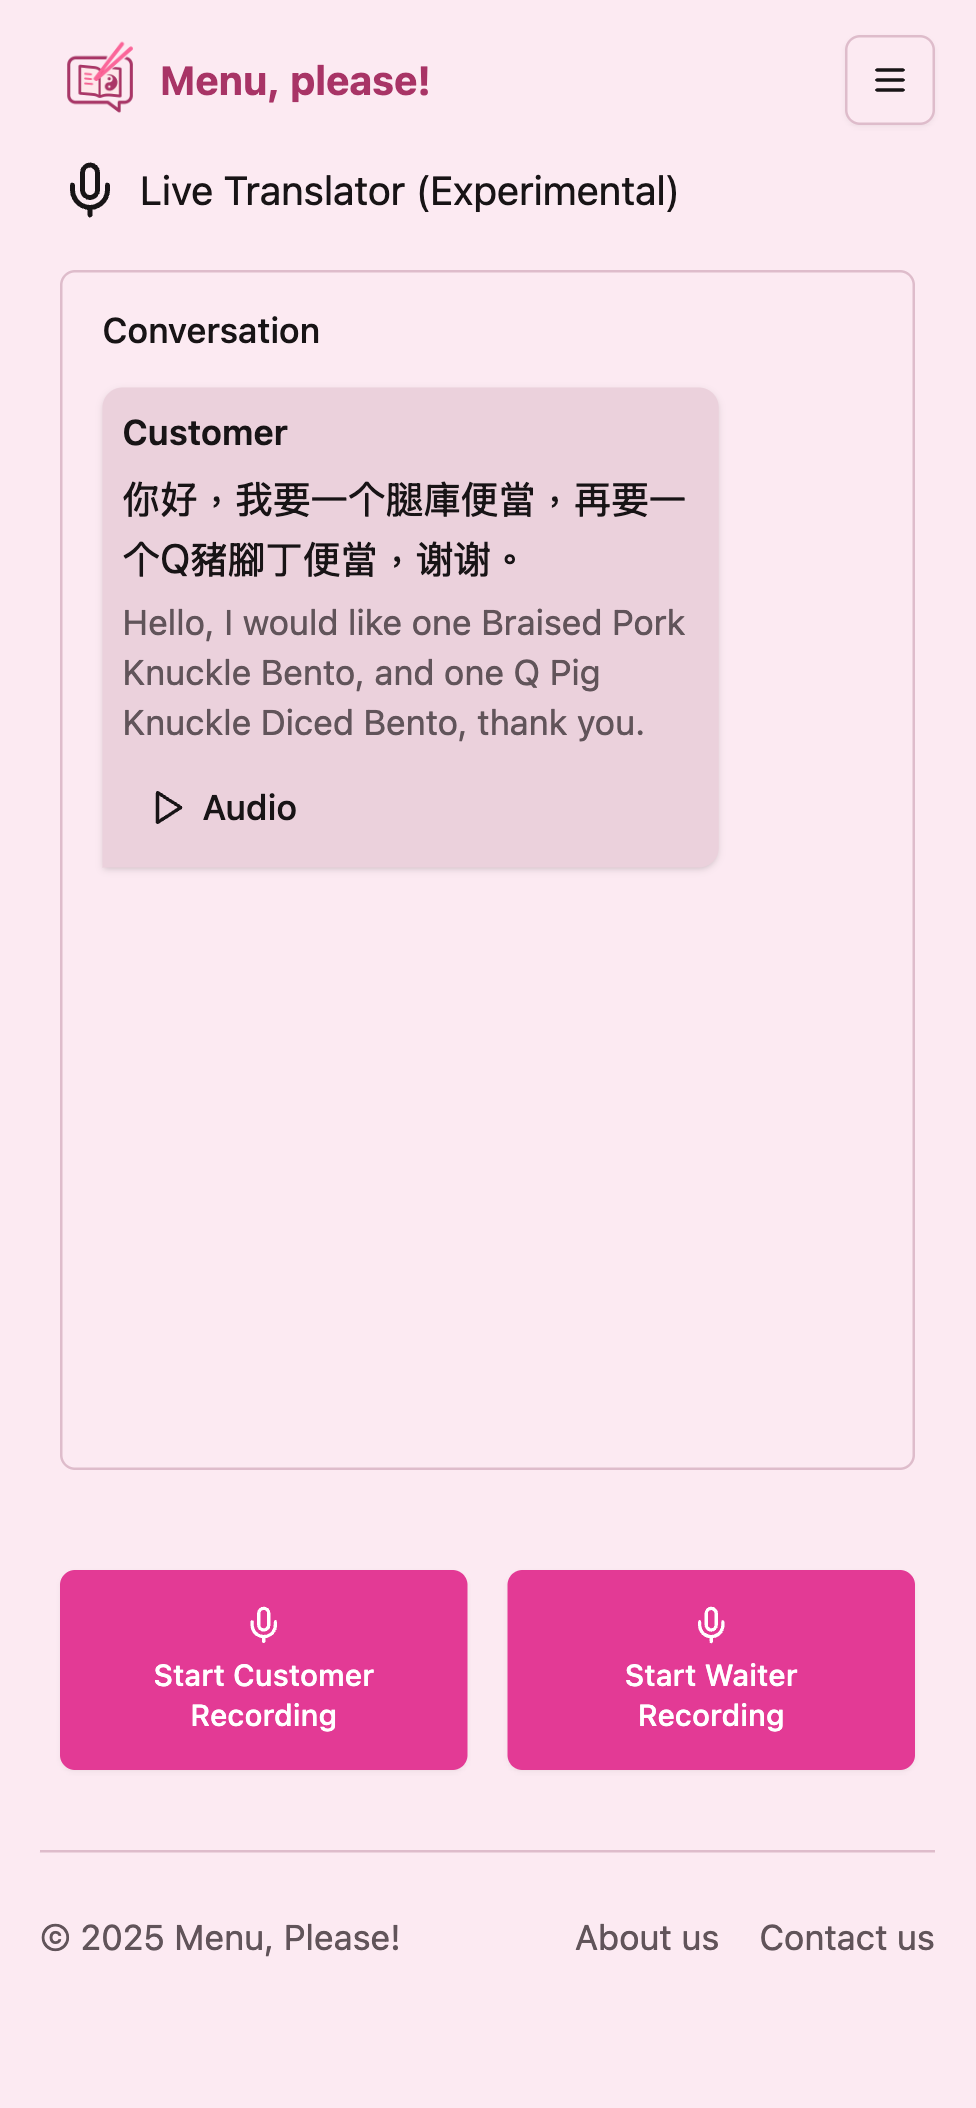 Menu, please!
Live Translator (Experimental)
Conversation
Customer
你好，我要一个腿庫便當，再要一
个Q豬腳丁便當，谢谢。
Hello, I would like one Braised Pork
Knuckle Bento, and one Q Pig
Knuckle Diced Bento, thank you.
Audio
Start Customer
Recording
Start Waiter
Recording
© 2025 Menu, Please!
About us
Contact us